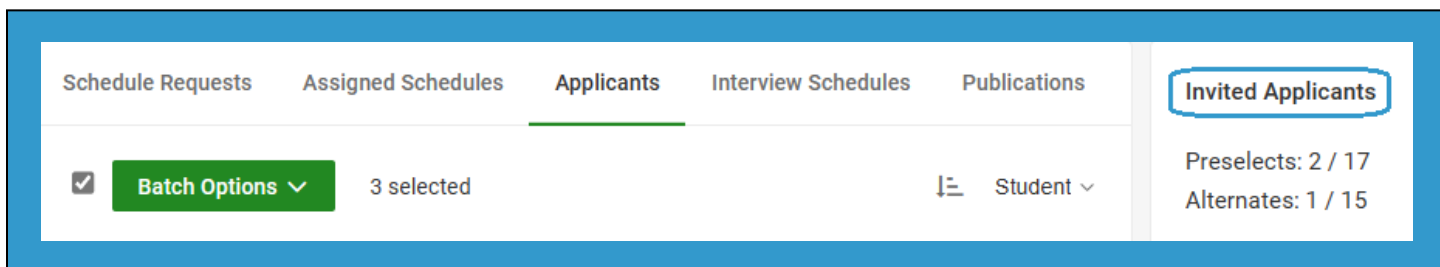 Schedule Requests Assigned Schedules Applicants Interview Schedules Publications
Batch Options 3 selected Student
Invited Applicants
Preselects: 2 / 17
Alternates: 1 / 15